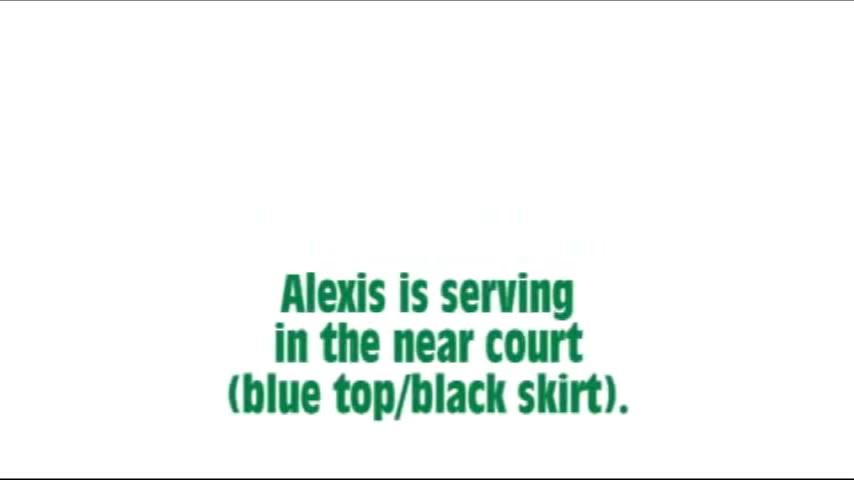 Alexis is serving
in the near court
(blue top/black skirt).